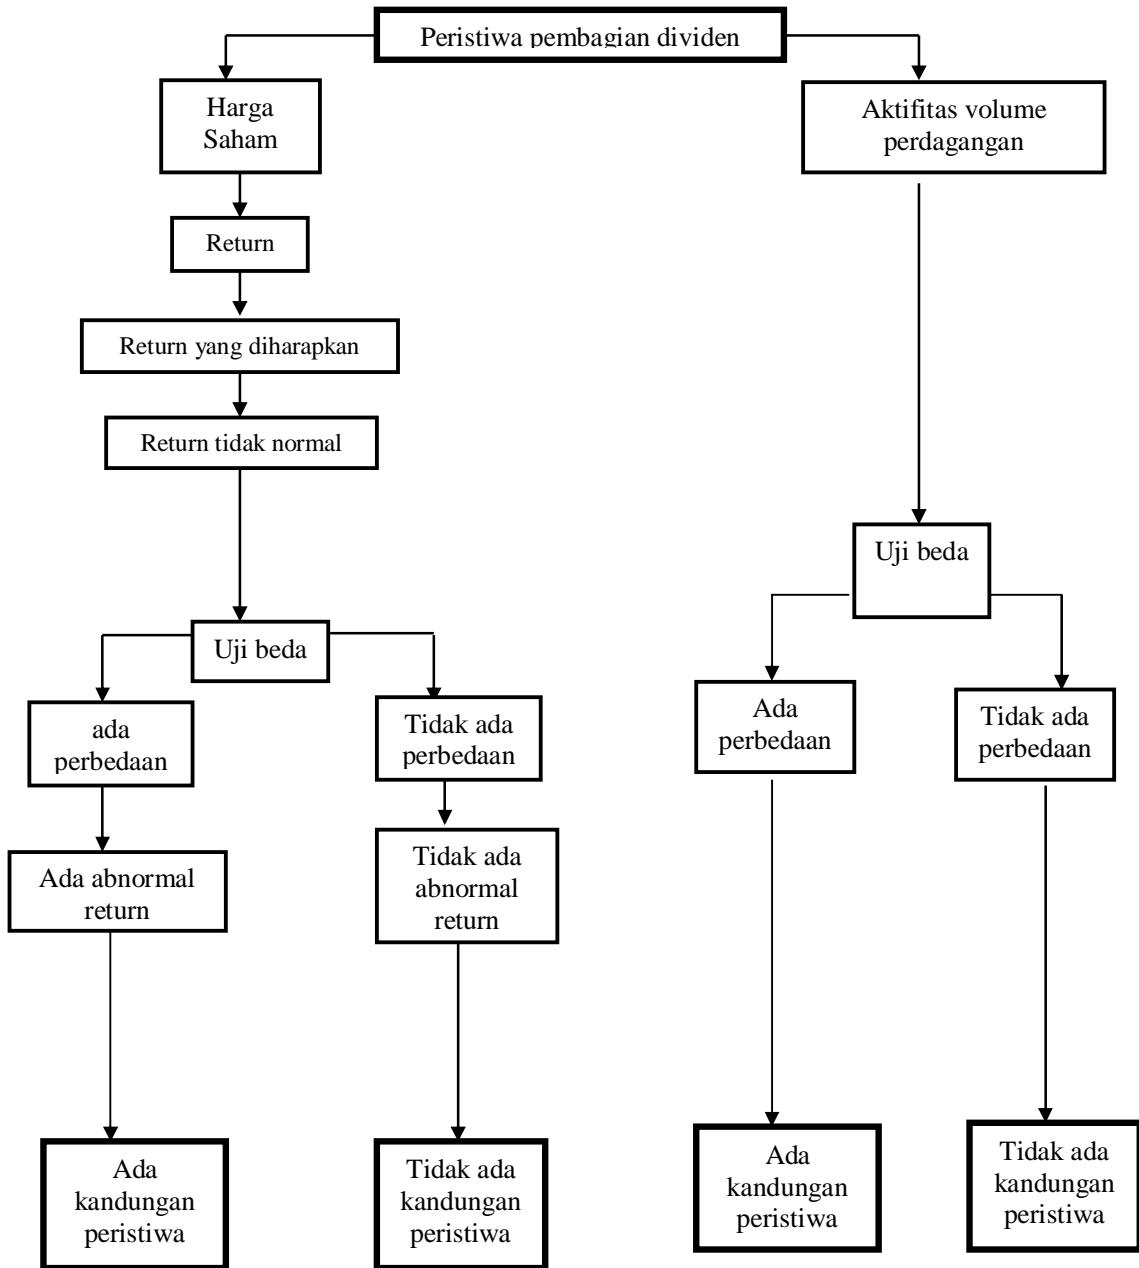 Peristiwa pembagian dividen
Harga
Saham
Aktifitas volume
perdagangan
Return
Return yang diharapkan
Return tidak normal
Uji beda
Uji beda
ada
perbedaan
Tidak ada
perbedaan
Ada
perbedaan
Tidak ada
perbedaan
Ada abnormal
return
Tidak ada
abnormal
return
Ada
kandungan
peristiwa
Tidak ada
kandungan
peristiwa
Ada
kandungan
peristiwa
Tidak ada
kandungan
peristiwa